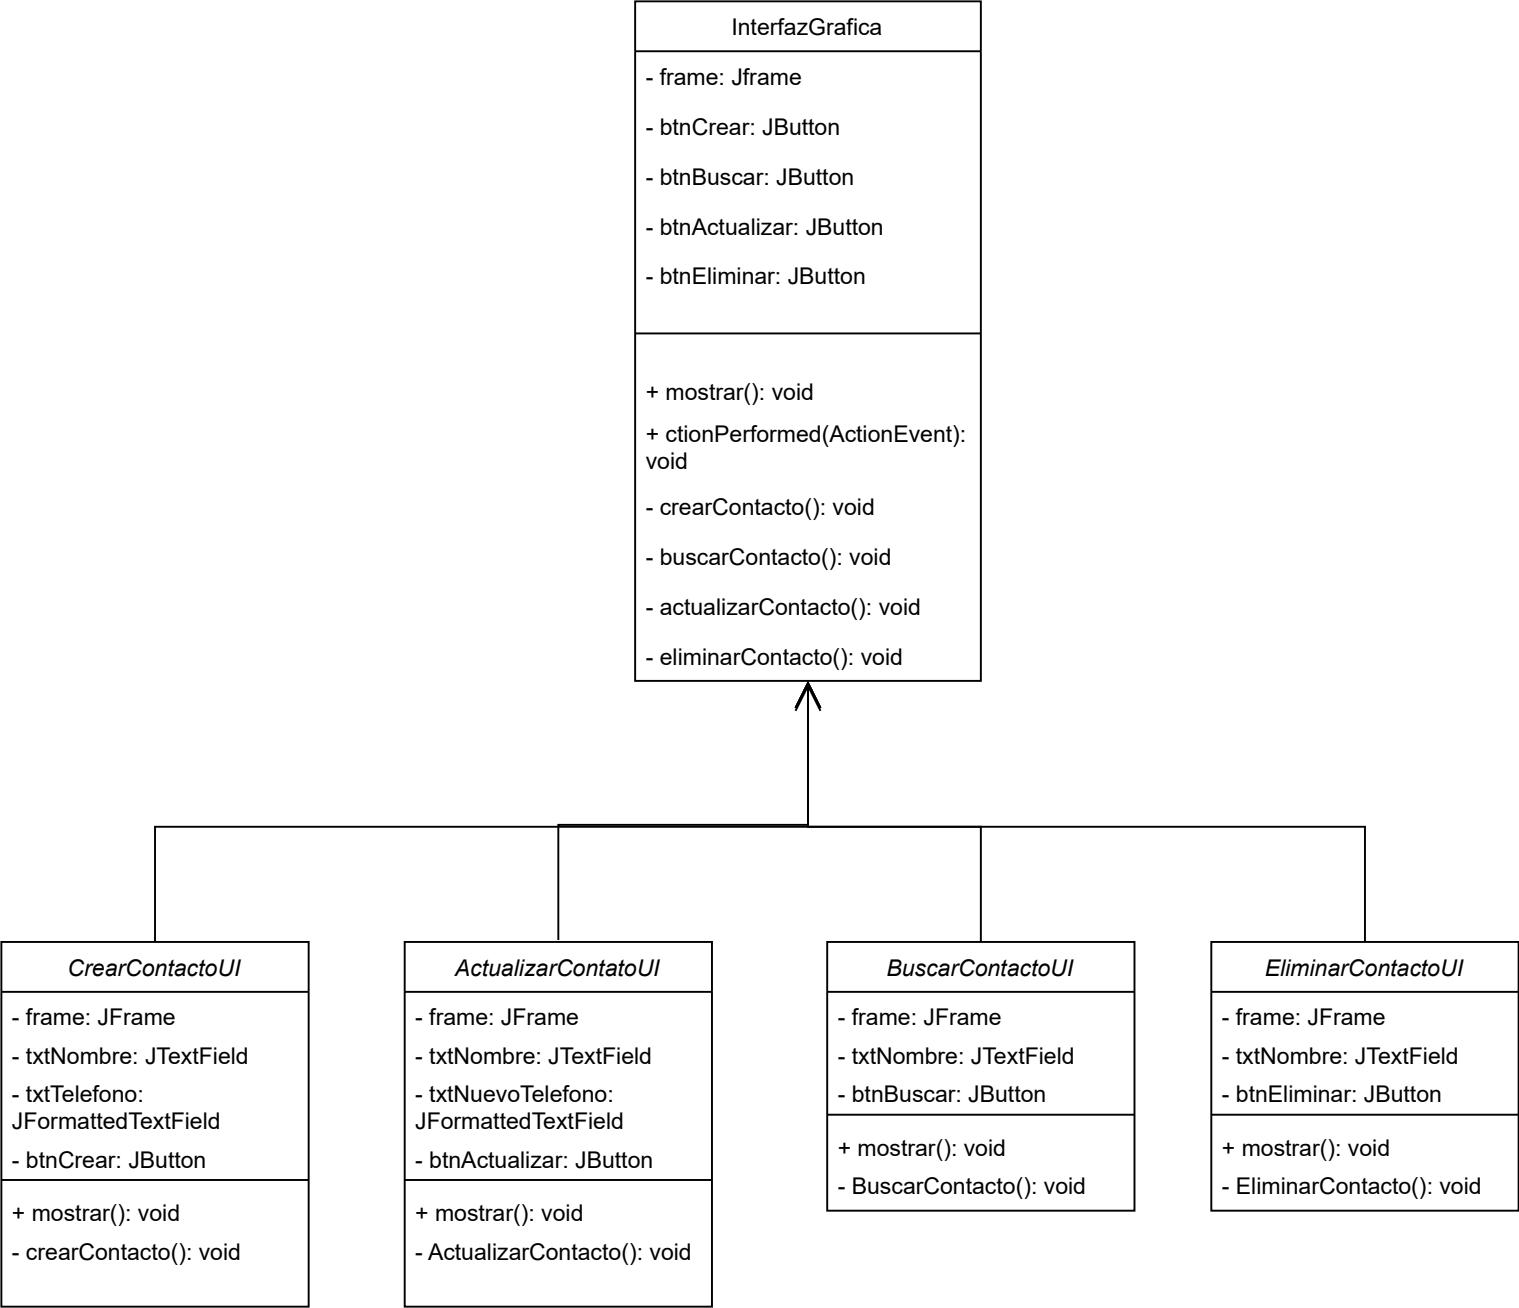 InterfazGrafica
- frame: Jframe
- btnCrear: JButton
- btnBuscar: JButton
- btnActualizar: JButton
- btnEliminar: JButton
+ mostrar(): void
+ ctionPerformed(ActionEvent):
void
- crearContacto(): void
- buscarContacto(): void
- actualizarContacto(): void
- eliminarContacto(): void
CrearContactoUI
- frame: JFrame
- txtNombre: JTextField
- txtTelefono:
JFormattedTextField
- btnCrear: JButton
+ mostrar(): void
- crearContacto(): void
ActualizarContatoUI
- frame: JFrame
- txtNombre: JTextField
- txtNuevoTelefono:
JFormattedTextField
- btnActualizar: JButton
+ mostrar(): void
- ActualizarContacto(): void
BuscarContactoUI
- frame: JFrame
- txtNombre: JTextField
- btnBuscar: JButton
+ mostrar(): void
- BuscarContacto(): void
EliminarContactoUI
- frame: JFrame
- txtNombre: JTextField
- btnEliminar: JButton
+ mostrar(): void
- EliminarContacto(): void